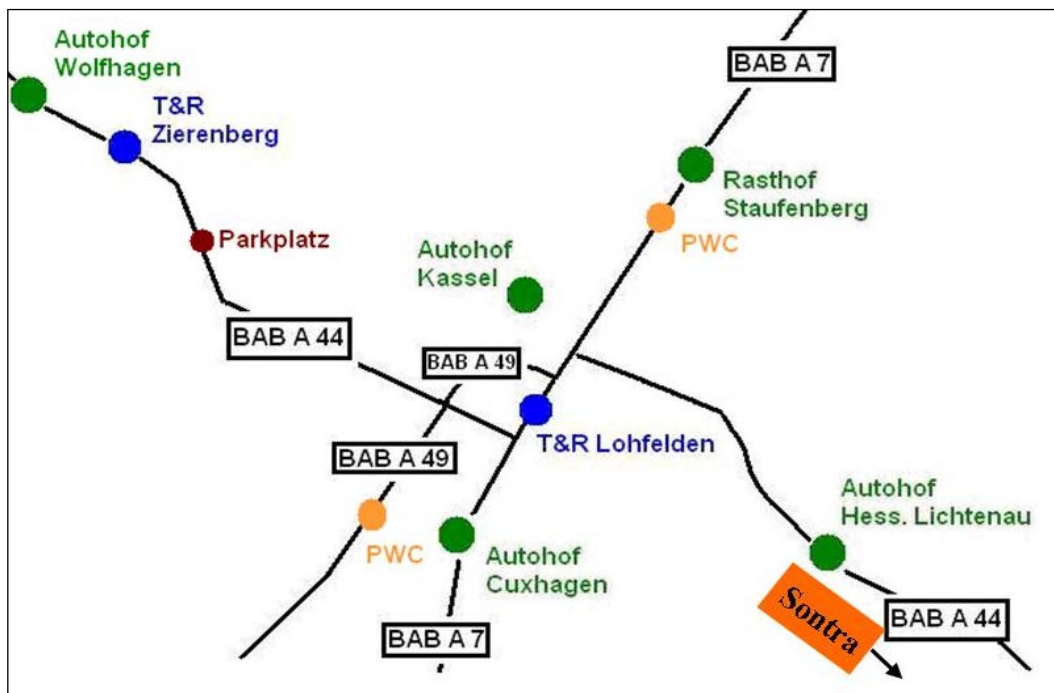 Autohof
Wolfhagen
T&R
Zierenberg
BAB A 7
Rasthof
Staufenberg
PWC
Parkplatz
Autohof
Kassel
BAB A 44
BAB A 49
T&R Lohfelden
BAB A 49
PWC
Autohof
Cuxhagen
Autohof
Hess. Lichtenau
Sontra
BAB A 44
BAB A 7